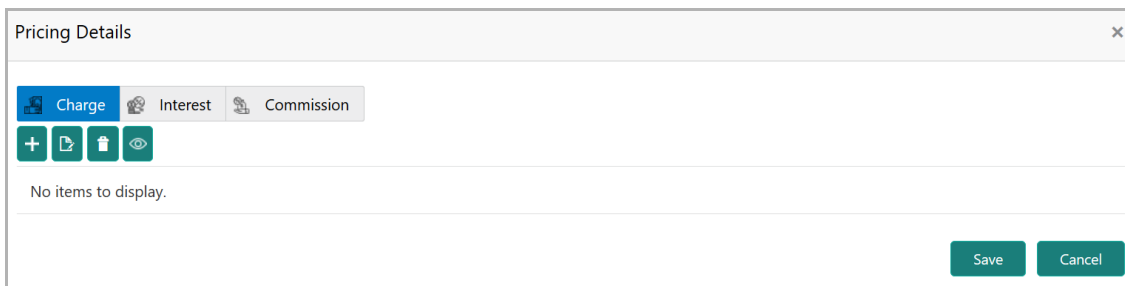 Pricing Details
Charge Interest Commission
No items to display.
Save Cancel